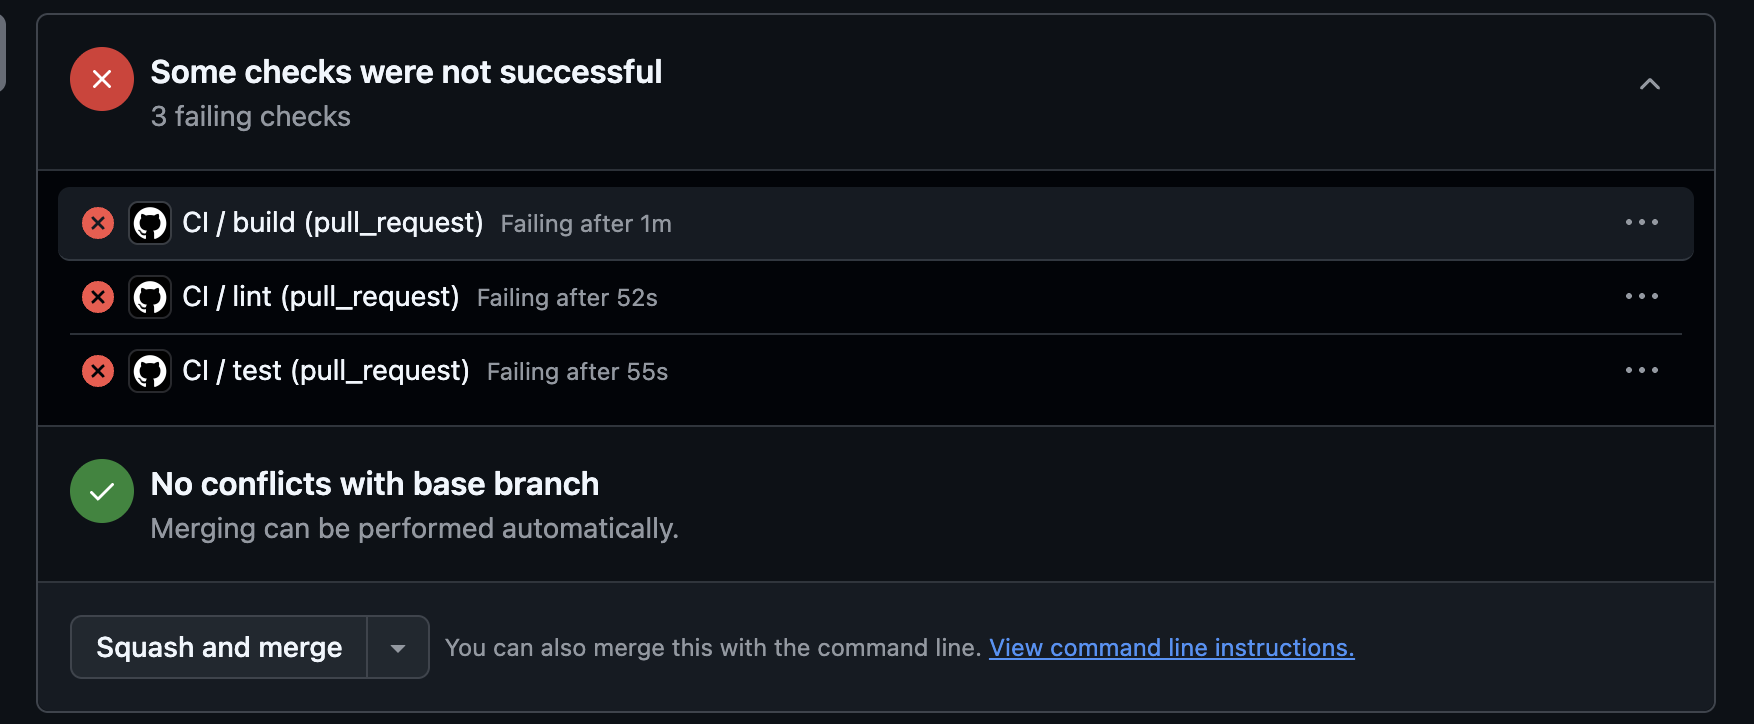 Some checks were not successful
3 failing checks
CI / build (pull_request) Failing after 1m
CI / lint (pull_request) Failing after 52s
CI / test (pull_request) Failing after 55s
No conflicts with base branch
Merging can be performed automatically.
Squash and merge You can also merge this with the command line. View command line instructions.